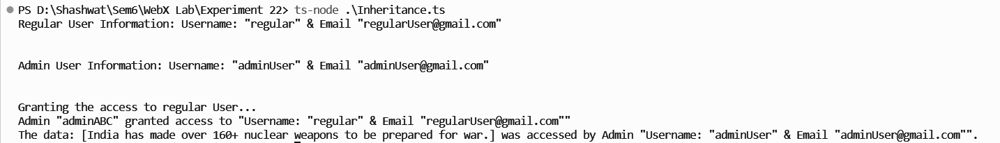 PS D:\Shashwat\Sem6\WebX Lab\Experiment 22> ts-node .\Inheritance.ts
Regular User Information: Username: "regular" & Email "regularUser@gmail.com"
Admin User Information: Username: "adminUser" & Email "adminUser@gmail.com"
Granting the access to regular User...
Admin "adminABC" granted access to "Username: "regular" & Email "regularUser@gmail.com""
The data: [India has made over 160+ nuclear weapons to be prepared for war.] was accessed by Admin "Username: "adminUser" & Email "adminUser@gmail.com"".